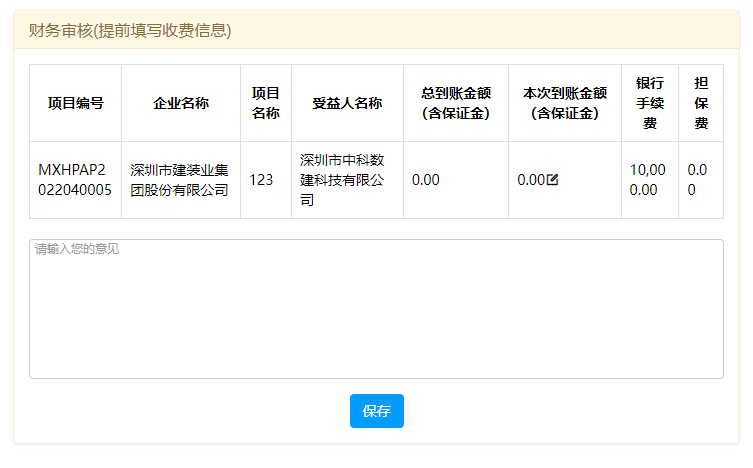 财务审核(提前填写收费信息)
项目编号 企业名称 项目名称 受益人名称 总到账金额(含保证金) 本次到账金额(含保证金) 银行手续费 担保费
MXHPAP2022040005 深圳市建装业集团股份有限公司 123 深圳市中科数建科技有限公司 0.00 0.00 10,000.00 0.00
请输入您的意见
保存